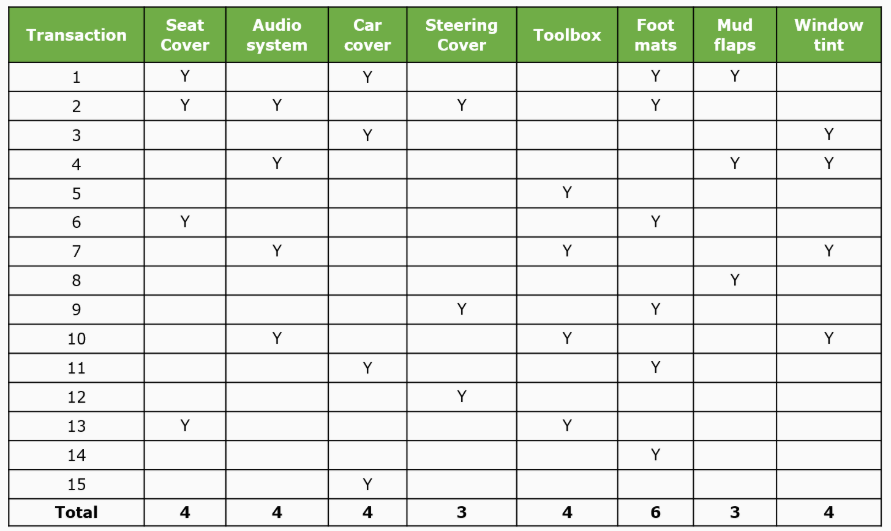 Transaction Seat Cover Audio system Car cover Steering Cover Toolbox Foot mats Mud flaps Window tint
1 Y Y Y Y
2 Y Y Y Y
3 Y Y
4 Y Y Y
5 Y
6 Y Y
7 Y Y Y
8 Y
9 Y Y
10 Y Y Y
11 Y Y
12 Y
13 Y Y
14 Y
15 Y
Total 4 4 4 3 4 6 3 4